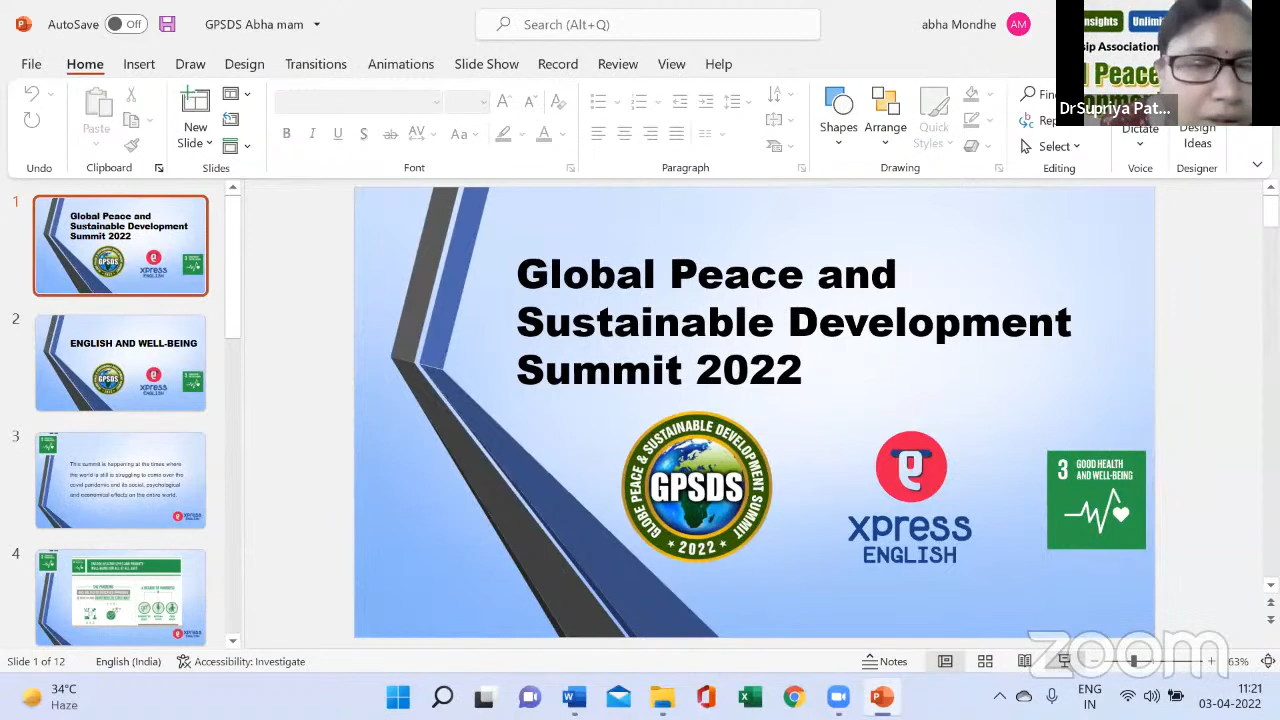 AutoSave
Off
GPSDS Abha mam
Search (Alt+Q)
abha Mondhe
AM
File
Home
Insert
Draw
Design
Transitions
Animations
Slide Show
Record
Review
View
Help
Paste
New
Slide
Shapes
Arrange
Quick
Styles
Select
Dictate
Design
Ideas
Undo
Clipboard
Slides
Font
Paragraph
Drawing
Editing
Voice
Designer
DrSupriya Pat...
1
Global Peace and
Sustainable Development
Summit 2022
2
ENGLISH AND WELL-BEING
3
This summit is happening at the times where
the world is still is struggling to come over the
covid pandemic and its social, psychological
and economical effects on the entire world.
4
Global Peace and
Sustainable Development
Summit 2022
GLOBE PEACE & SUSTAINABLE DEVELOPMENT SUMMIT
GPSDS
2022
xpress
ENGLISH
3 GOOD HEALTH
AND WELL-BEING
zoom
Slide 1 of 12
English (India)
Accessibility: Investigate
Notes
63%
34°C
Haze
ENG
IN
11:21
03-04-2022